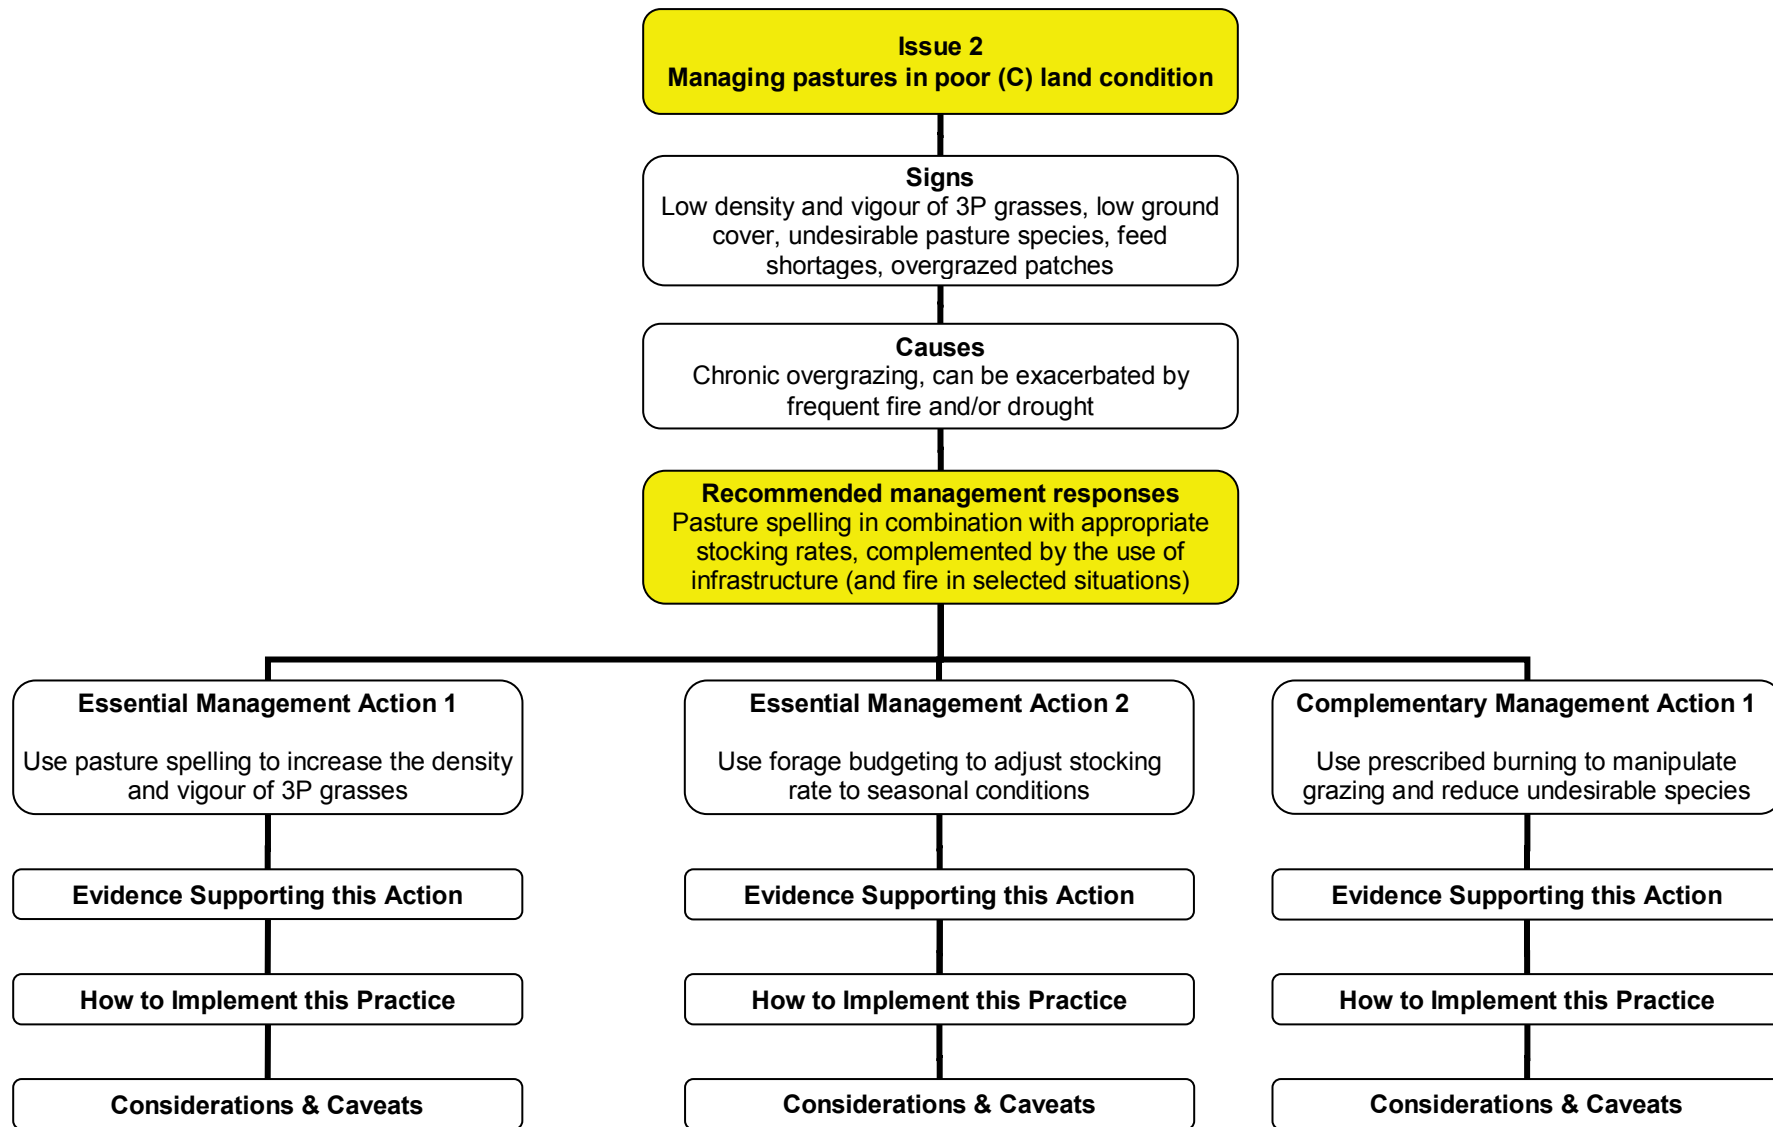 Issue 2
Managing pastures in poor (C) land condition
Signs
Low density and vigour of 3P grasses, low ground
cover, undesirable pasture species, feed
shortages, overgrazed patches
Causes
Chronic overgrazing, can be exacerbated by
frequent fire and/or drought
Recommended management responses
Pasture spelling in combination with appropriate
stocking rates, complemented by the use of
infrastructure (and fire in selected situations)
Essential Management Action 1
Use pasture spelling to increase the density
and vigour of 3P grasses
Evidence Supporting this Action
How to Implement this Practice
Considerations & Caveats
Essential Management Action 2
Use forage budgeting to adjust stocking
rate to seasonal conditions
Evidence Supporting this Action
How to Implement this Practice
Considerations & Caveats
Complementary Management Action 1
Use prescribed burning to manipulate
grazing and reduce undesirable species
Evidence Supporting this Action
How to Implement this Practice
Considerations & Caveats